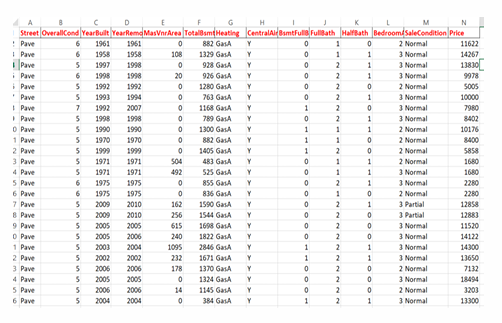 A B C D E F G H I J K L M N
Street OverallCond YearBuilt YearRemo MasVnrArea TotalBsmt Heating CentralAir BsmtFullB FullBath HalfBath Bedroom SaleCondition Price
Pave 6 1961 1961 0 882 GasA Y 0 1 0 2 Normal 11622
Pave 6 1958 1958 108 1329 GasA Y 0 1 1 3 Normal 14267
Pave 5 1997 1998 0 928 GasA Y 0 2 1 3 Normal 13830
Pave 6 1998 1998 20 926 GasA Y 0 2 1 3 Normal 9978
Pave 5 1992 1992 0 1280 GasA Y 0 2 0 2 Normal 5005
Pave 5 1993 1994 0 763 GasA Y 0 2 1 3 Normal 10000
Pave 7 1992 2007 0 1168 GasA Y 1 2 0 3 Normal 7980
Pave 5 1998 1998 0 789 GasA Y 0 2 1 3 Normal 8402
Pave 5 1990 1990 0 1300 GasA Y 1 1 1 2 Normal 10176
Pave 5 1970 1970 0 882 GasA Y 1 1 0 2 Normal 8400
Pave 5 1999 1999 0 1405 GasA Y 1 2 0 2 Normal 5858
Pave 5 1971 1971 504 483 GasA Y 0 1 1 2 Normal 1680
Pave 5 1971 1971 492 525 GasA Y 0 1 1 3 Normal 1680
Pave 6 1975 1975 0 855 GasA Y 0 2 1 3 Normal 2280
Pave 6 1975 1975 0 836 GasA Y 0 1 0 2 Normal 2280
Pave 5 2009 2010 162 1590 GasA Y 0 2 1 3 Partial 12858
Pave 5 2009 2010 256 1544 GasA Y 0 2 0 3 Partial 12883
Pave 5 2005 2005 615 1698 GasA Y 0 2 0 3 Normal 11520
Pave 5 2005 2006 240 1822 GasA Y 0 2 0 3 Normal 14122
Pave 5 2003 2004 1095 2846 GasA Y 1 2 1 3 Normal 14300
Pave 5 2002 2002 232 1671 GasA Y 1 2 1 3 Normal 13650
Pave 5 2006 2006 178 1370 GasA Y 0 2 0 2 Normal 7132
Pave 5 2005 2005 0 1324 GasA Y 0 2 0 3 Normal 18494
Pave 5 2006 2006 14 1145 GasA Y 0 2 0 2 Normal 3203
Pave 5 2004 2004 0 384 GasA Y 1 2 1 3 Normal 13300